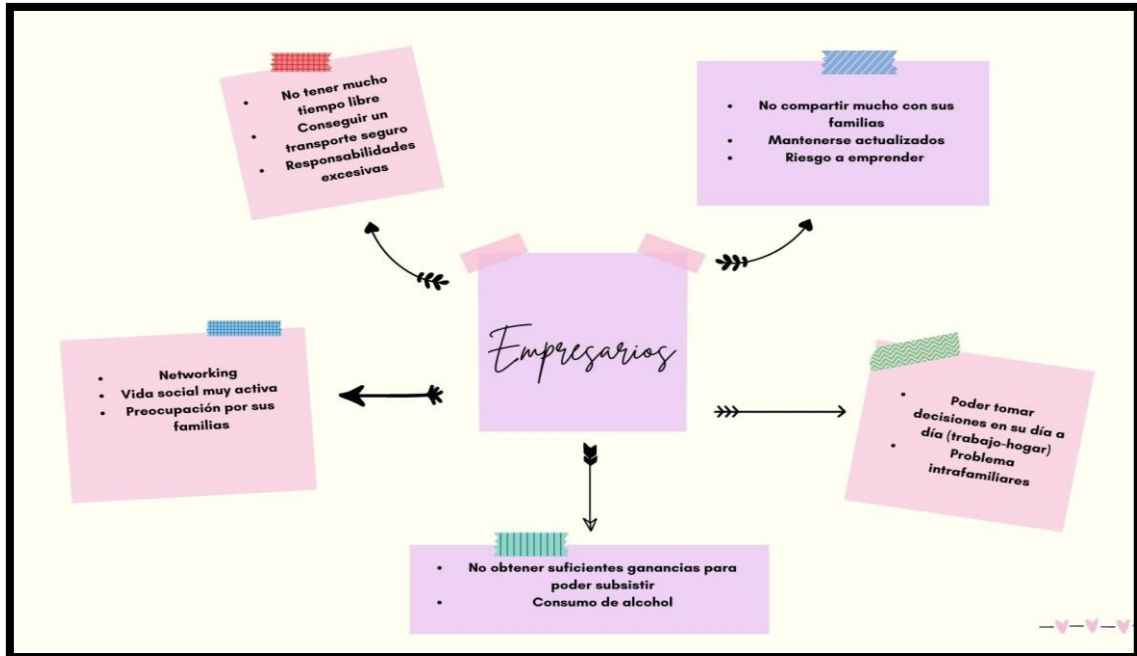 No tener mucho
tiempo libre
Conseguir un
transporte seguro
Responsabilidades
excesivas
No compartir mucho con sus
familias
Mantenerse actualizados
Riesgo a emprender
Empresarios
Networking
Vida social muy activa
Preocupación por sus
familias
Poder tomar
decisiones en su día a
día (trabajo-hogar)
Problema
intrafamiliares
No obtener suficientes ganancias para
poder subsistir
Consumo de alcohol